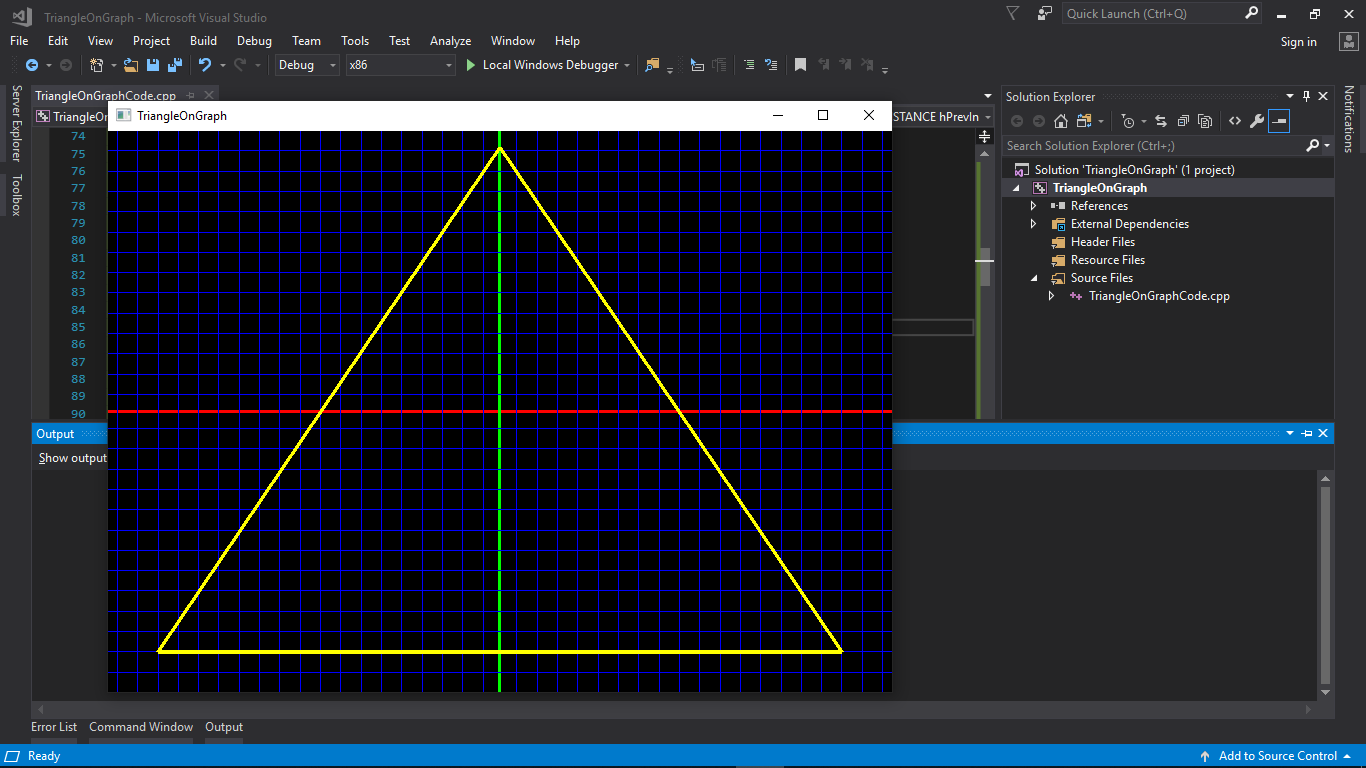 TriangleOnGraph - Microsoft Visual Studio
Quick Launch (Ctrl+Q)
File Edit View Project Build Debug Team Tools Test Analyze Window Help
Sign in
Debug x86 Local Windows Debugger
Server Explorer
Toolbox
TriangleOnGraphCode.cpp
TriangleOn
STANCE hPrevIn
TriangleOnGraph
74
75
76
77
78
79
80
81
82
83
84
85
86
87
88
89
90
Solution Explorer
Search Solution Explorer (Ctrl+;)
Solution 'TriangleOnGraph' (1 project)
TriangleOnGraph
References
External Dependencies
Header Files
Resource Files
Source Files
TriangleOnGraphCode.cpp
Notifications
Output
Show output
Error List Command Window Output
Ready
Add to Source Control